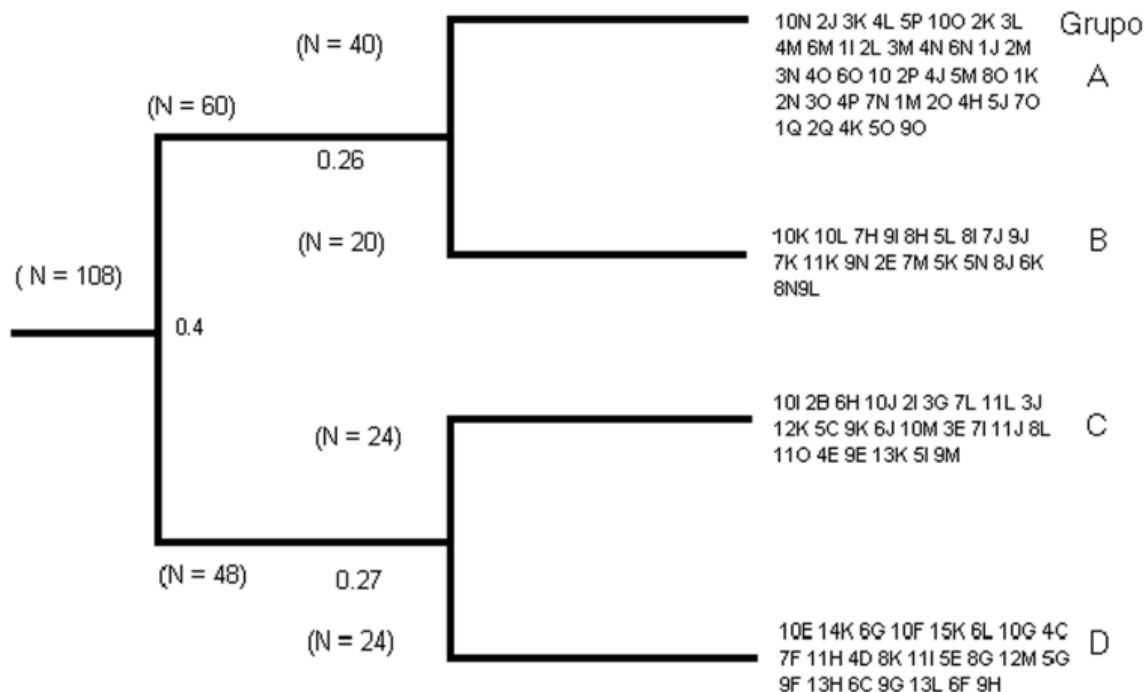 Grupo
(N = 40)
10N 2J 3K 4L 5P 10O 2K 3L
4M 6M 1I 2L 3M 4N 6N 1J 2M
3N 4O 6O 10 2P 4J 5M 8O 1K
2N 3O 4P 7N 1M 2O 4H 5J 7O
1Q 2Q 4K 5O 9O
A
(N = 60)
0.26
(N = 20)
10K 10L 7H 9I 8H 5L 8I 7J 9J
7K 11K 9N 2E 7M 5K 5N 8J 6K
8N9L
B
( N = 108)
0.4
(N = 24)
10I 2B 6H 10J 2I 3G 7L 11L 3J
12K 5C 9K 6J 10M 3E 7I 11J 8L
11O 4E 9E 13K 5I 9M
C
(N = 48)
0.27
(N = 24)
10E 14K 6G 10F 15K 6L 10G 4C
7F 11H 4D 8K 11I 5E 8G 12M 5G
9F 13H 6C 9G 13L 6F 9H
D